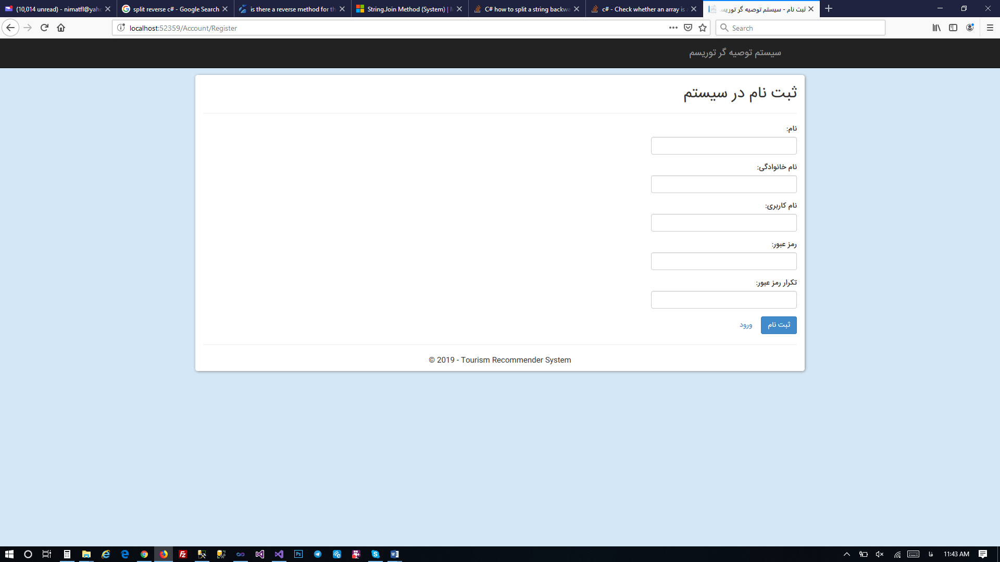 (10,014 unread) - nimatfl@yaho
split reverse c# - Google Search
is there a reverse method for th
String.Join Method (System) | M
C# how to split a string backwa
c# - Check whether an array is a
ثبت نام - سیستم توصیه گر توریس
localhost:52359/Account/Register
Search
سیستم توصیه گر توریسم
ثبت نام در سیستم
نام:
نام خانوادگی:
نام کاربری:
رمز عبور:
تکرار رمز عبور:
ثبت نام
ورود
© 2019 - Tourism Recommender System
فا
11:43 AM